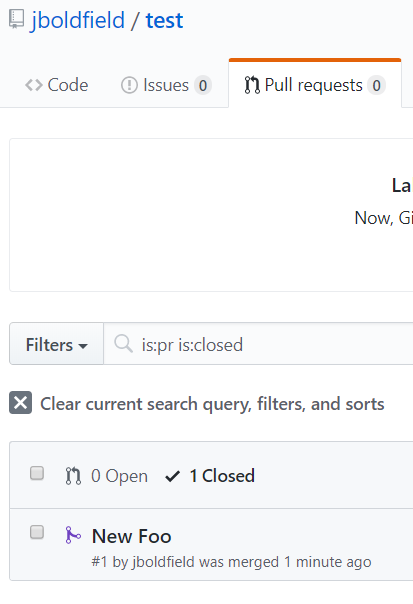 jboldfield / test
Code Issues 0 Pull requests 0
La
Now, Gi
Filters is:pr is:closed
Clear current search query, filters, and sorts
0 Open 1 Closed
New Foo
#1 by jboldfield was merged 1 minute ago